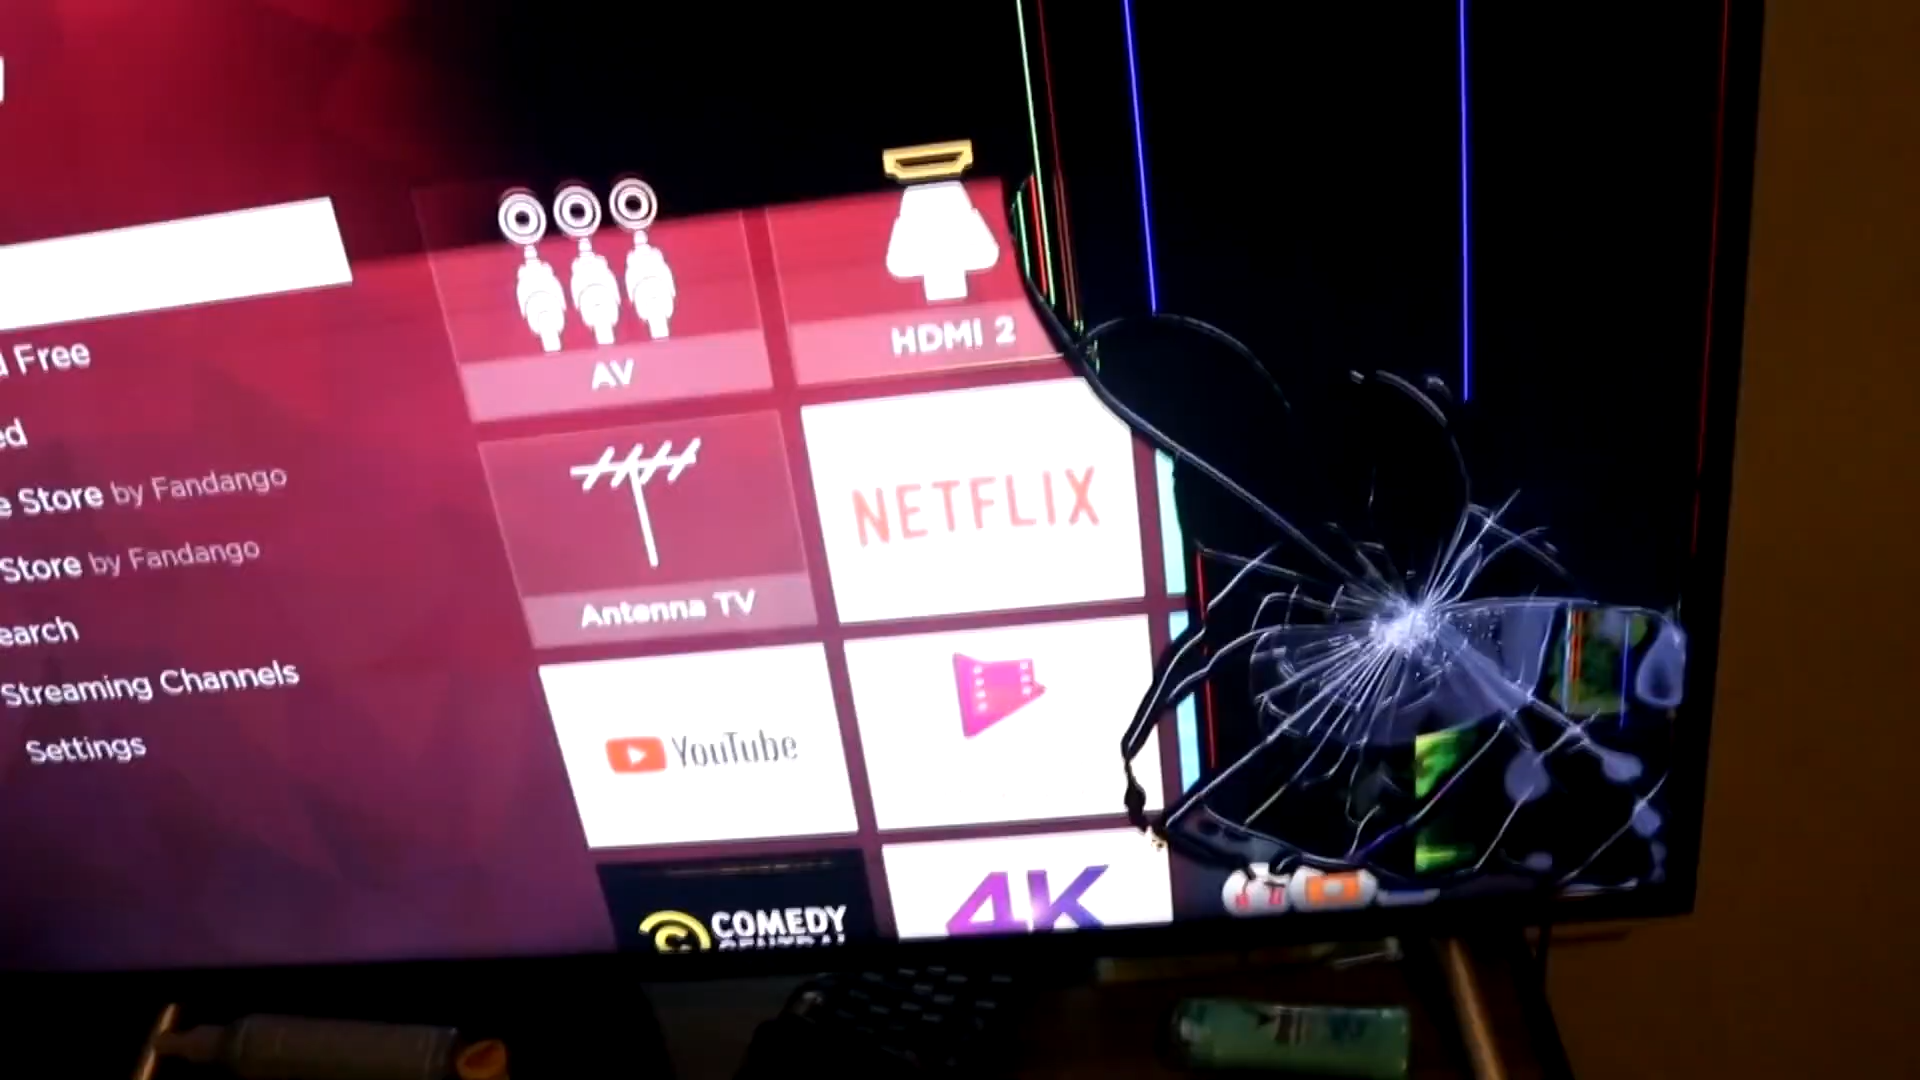 Free
ed
e Store by Fandango
Store by Fandango
earch
Streaming Channels
Settings
AV
HDMI 2
Antenna TV
NETFLIX
YouTube
COMEDY
CENTRAL
4K